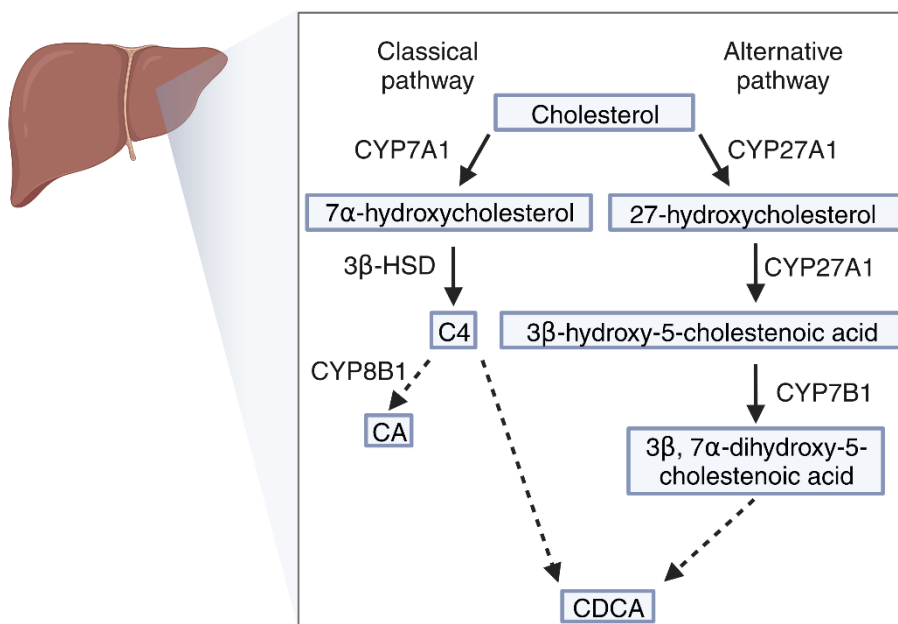 Classical
pathway
Alternative
pathway
Cholesterol
CYP7A1
CYP27A1
7α-hydroxycholesterol
27-hydroxycholesterol
3β-HSD
CYP27A1
C4
3β-hydroxy-5-cholestenoic acid
CYP8B1
CYP7B1
CA
3β, 7α-dihydroxy-5-
cholestenoic acid
CDCA